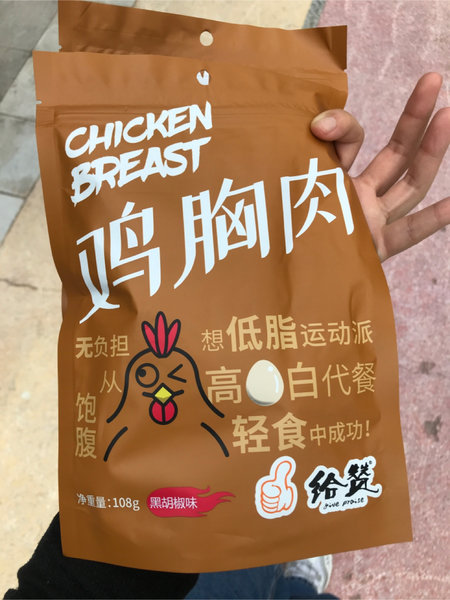 CHICKEN
BREAST
鸡胸肉
无负担
从
饱
腹
想低脂运动派
高白代餐
轻食中成功!
净重量:108g
黑胡椒味
给赞
give praise